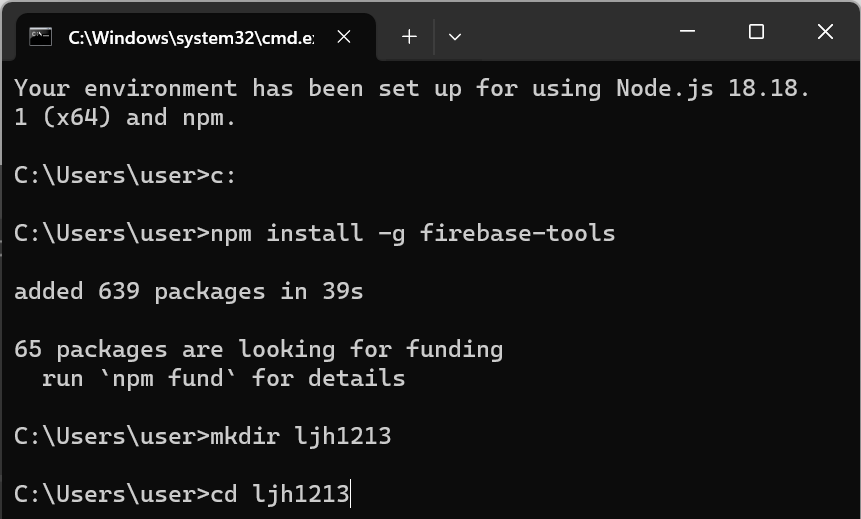 C:\Windows\system32\cmd.e
Your environment has been set up for using Node.js 18.18.
1 (x64) and npm.
C:\Users\user>c:
C:\Users\user>npm install -g firebase-tools
added 639 packages in 39s
65 packages are looking for funding
  run `npm fund` for details
C:\Users\user>mkdir ljh1213
C:\Users\user>cd ljh1213